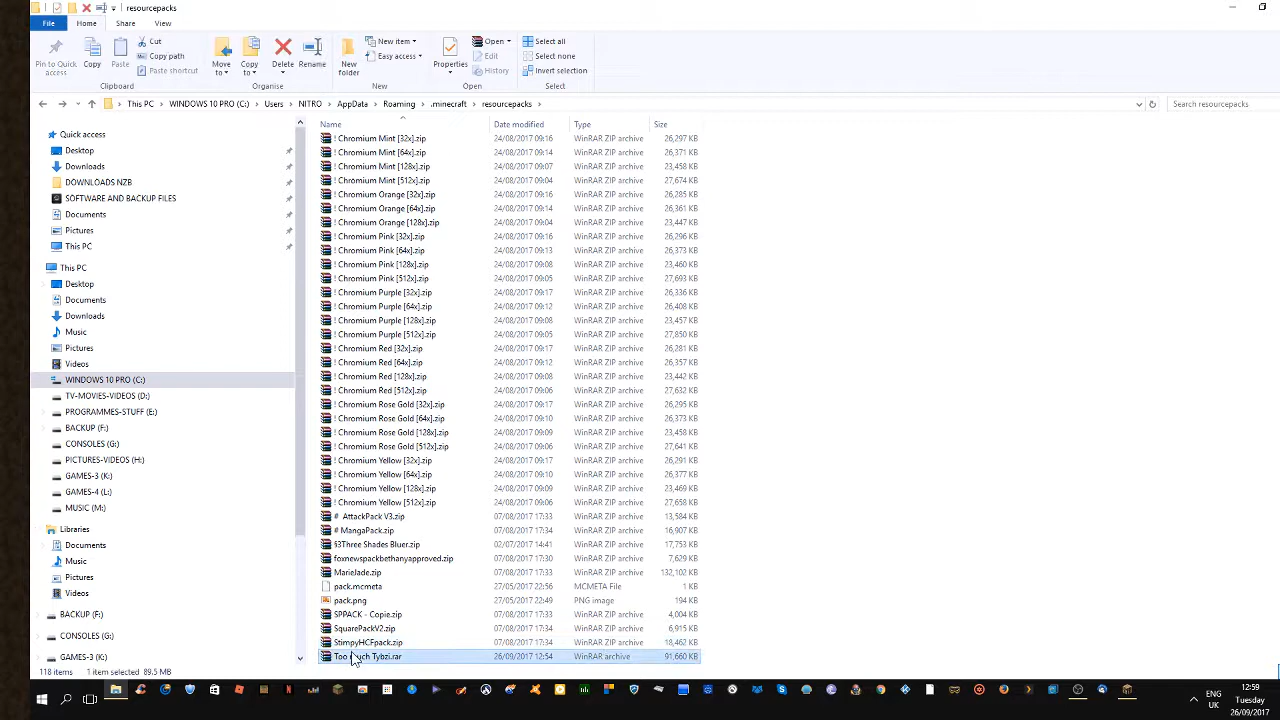 resourcepacks
File Home Share View
Pin to Quick access
Copy
Paste
Cut
Copy path
Paste shortcut
Clipboard
Move to
Copy to
Delete
Rename
Organise
New folder
New item
Easy access
New
Properties
Open
Edit
History
Open
Select all
Select none
Invert selection
Select
This PC > WINDOWS 10 PRO (C:) > Users > NITRO > AppData > Roaming > .minecraft > resourcepacks >
Search resourcepacks
Quick access
Desktop
Downloads
DOWNLOADS NZB
SOFTWARE AND BACKUP FILES
Documents
Pictures
This PC
This PC
Desktop
Documents
Downloads
Music
Pictures
Videos
WINDOWS 10 PRO (C:)
TV-MOVIES-VIDEOS (D:)
PROGRAMMES-STUFF (E:)
BACKUP (F:)
CONSOLES (G:)
PICTURES-VIDEOS (H:)
GAMES-3 (K:)
GAMES-4 (L:)
MUSIC (M:)
Libraries
Documents
Music
Pictures
Videos
BACKUP (F:)
CONSOLES (G:)
GAMES-3 (K:)
Name Date modified Type Size
! Chromium Mint [32x].zip 24/08/2017 09:16 WinRAR ZIP archive 26,297 KB
! Chromium Mint [64x].zip 24/08/2017 09:14 WinRAR ZIP archive 26,371 KB
! Chromium Mint [128x].zip 24/08/2017 09:07 WinRAR ZIP archive 23,458 KB
! Chromium Mint [512x].zip 24/08/2017 09:04 WinRAR ZIP archive 27,674 KB
! Chromium Orange [32x].zip 24/08/2017 09:16 WinRAR ZIP archive 26,285 KB
! Chromium Orange [64x].zip 24/08/2017 09:14 WinRAR ZIP archive 26,361 KB
! Chromium Orange [128x].zip 24/08/2017 09:04 WinRAR ZIP archive 23,447 KB
! Chromium Pink [32x].zip 24/08/2017 09:16 WinRAR ZIP archive 26,296 KB
! Chromium Pink [64x].zip 24/08/2017 09:13 WinRAR ZIP archive 26,373 KB
! Chromium Pink [128x].zip 24/08/2017 09:08 WinRAR ZIP archive 23,460 KB
! Chromium Pink [512x].zip 24/08/2017 09:05 WinRAR ZIP archive 27,693 KB
! Chromium Purple [32x].zip 24/08/2017 09:17 WinRAR ZIP archive 26,336 KB
! Chromium Purple [64x].zip 24/08/2017 09:12 WinRAR ZIP archive 26,408 KB
! Chromium Purple [128x].zip 24/08/2017 09:08 WinRAR ZIP archive 23,457 KB
! Chromium Purple [512x].zip 24/08/2017 09:05 WinRAR ZIP archive 27,850 KB
! Chromium Red [32x].zip 24/08/2017 09:17 WinRAR ZIP archive 26,281 KB
! Chromium Red [64x].zip 24/08/2017 09:12 WinRAR ZIP archive 26,357 KB
! Chromium Red [128x].zip 24/08/2017 09:08 WinRAR ZIP archive 23,442 KB
! Chromium Red [512x].zip 24/08/2017 09:06 WinRAR ZIP archive 27,632 KB
! Chromium Rose Gold [32x].zip 24/08/2017 09:17 WinRAR ZIP archive 26,295 KB
! Chromium Rose Gold [64x].zip 24/08/2017 09:10 WinRAR ZIP archive 26,373 KB
! Chromium Rose Gold [128x].zip 24/08/2017 09:09 WinRAR ZIP archive 23,458 KB
! Chromium Rose Gold [512x].zip 24/08/2017 09:06 WinRAR ZIP archive 27,641 KB
! Chromium Yellow [32x].zip 24/08/2017 09:17 WinRAR ZIP archive 26,291 KB
! Chromium Yellow [64x].zip 24/08/2017 09:10 WinRAR ZIP archive 26,377 KB
! Chromium Yellow [128x].zip 24/08/2017 09:09 WinRAR ZIP archive 23,469 KB
! Chromium Yellow [512x].zip 24/08/2017 09:06 WinRAR ZIP archive 27,658 KB
# AttackPack V3.zip 07/08/2017 17:34 WinRAR ZIP archive 13,584 KB
# MangaPack.zip 07/08/2017 17:34 WinRAR ZIP archive 16,907 KB
§3Three Shades Bluer.zip 02/07/2017 14:41 WinRAR ZIP archive 17,753 KB
foxnewspackbethanyapproved.zip 07/08/2017 17:30 WinRAR ZIP archive 7,629 KB
MarieJade.zip 07/08/2017 17:33 WinRAR ZIP archive 132,102 KB
pack.mcmeta 27/05/2017 22:56 MCMETA File 1 KB
pack.png 27/05/2017 22:49 PNG image 194 KB
SPPACK - Copie.zip 07/08/2017 17:33 WinRAR ZIP archive 4,004 KB
SquarePackV2.zip 07/08/2017 17:34 WinRAR ZIP archive 6,915 KB
StimpyHCFpack.zip 07/08/2017 17:34 WinRAR ZIP archive 18,462 KB
Too Tybzi.rar 26/09/2017 12:54 WinRAR archive 91,660 KB
118 items 1 item selected 89.5 MB
ENG
UK
12:59
Tuesday
26/09/2017